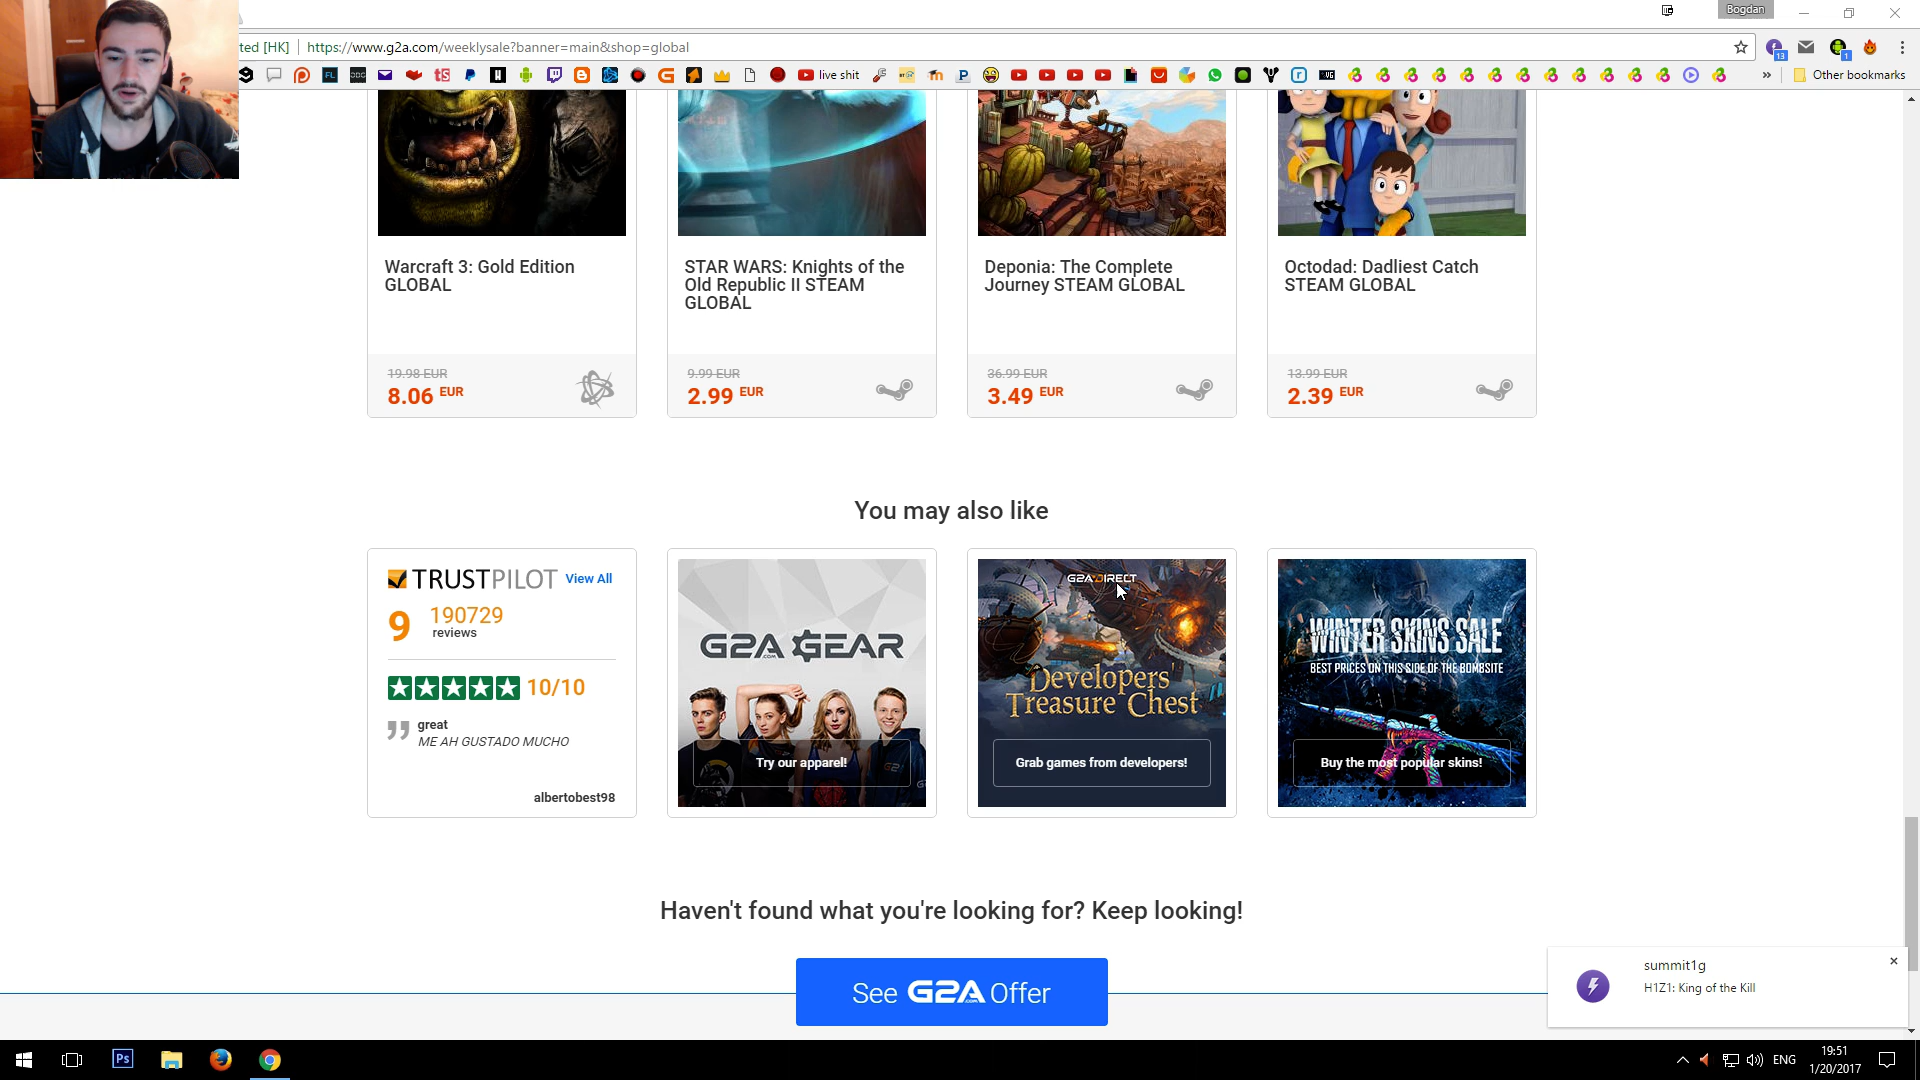 Bogdan
ted [HK] https://www.g2a.com/weeklysale?banner=main&shop=global
live shit
» Other bookmarks
Warcraft 3: Gold Edition
GLOBAL
19.98 EUR
8.06 EUR
STAR WARS: Knights of the
Old Republic II STEAM
GLOBAL
9.99 EUR
2.99 EUR
Deponia: The Complete
Journey STEAM GLOBAL
36.99 EUR
3.49 EUR
Octodad: Dadliest Catch
STEAM GLOBAL
13.99 EUR
2.39 EUR
You may also like
TRUSTPILOT View All
9 190729
reviews
10/10
great
ME AH GUSTADO MUCHO
albertobest98
G2A.COM GEAR
Try our apparel!
G2A DIRECT
Developers'
Treasure Chest
Grab games from developers!
WINTER SKINS SALE
BEST PRICES ON THIS SIDE OF THE BOMBSITE
Buy the most popular skins!
Haven't found what you're looking for? Keep looking!
See G2A.COM Offer
summit1g
H1Z1: King of the Kill
Ps
ENG
19:51
1/20/2017